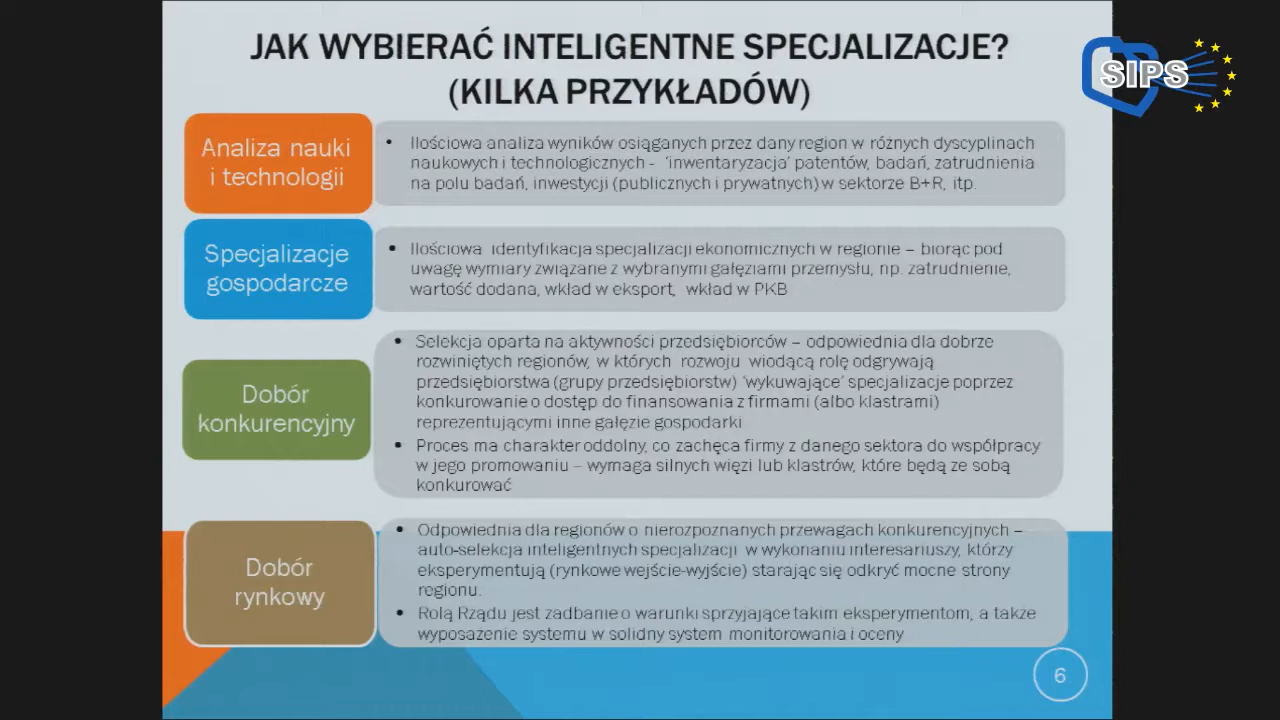 JAK WYBIERAĆ INTELIGENTNE SPECJALIZACJE?
(KILKA PRZYKŁADÓW)
SIPS
Analiza nauki
i technologii
• Ilościowa analiza wyników osiąganych przez dany region w różnych dyscyplinach
naukowych i technologicznych - 'inwentaryzacja' patentów, badań, zatrudnienia
na polu badań, inwestycji (publicznych i prywatnych) w sektorze B+R, itp.
Specjalizacje
gospodarcze
• Ilościowa identyfikacja specjalizacji ekonomicznych w regionie – biorąc pod
uwagę wymiary związane z wybranymi gałęziami przemysłu, np. zatrudnienie,
wartość dodana, wkład w eksport, wkład w PKB
Dobór
konkurencyjny
• Selekcja oparta na aktywności przedsiębiorców – odpowiednia dla dobrze
rozwiniętych regionów, w których rozwoju wiodącą rolę odgrywają
przedsiębiorstwa (grupy przedsiębiorstw) 'wykuwające' specjalizacje poprzez
konkurowanie o dostęp do finansowania z firmami (albo klastrami)
reprezentującymi inne gałęzie gospodarki
• Proces ma charakter oddolny, co zachęca firmy z danego sektora do współpracy
w jego promowaniu – wymaga silnych więzi lub klastrów, które będą ze sobą
konkurować
Dobór
rynkowy
• Odpowiednia dla regionów o nierozpoznanych przewagach konkurencyjnych –
auto-selekcja inteligentnych specjalizacji w wykonaniu interesariuszy, którzy
eksperymentują (rynkowe wejście-wyjście) starając się odkryć mocne strony
regionu.
• Rolą Rządu jest zadbanie o warunki sprzyjające takim eksperymentom, a także
wyposażenie systemu w solidny system monitorowania i oceny
6